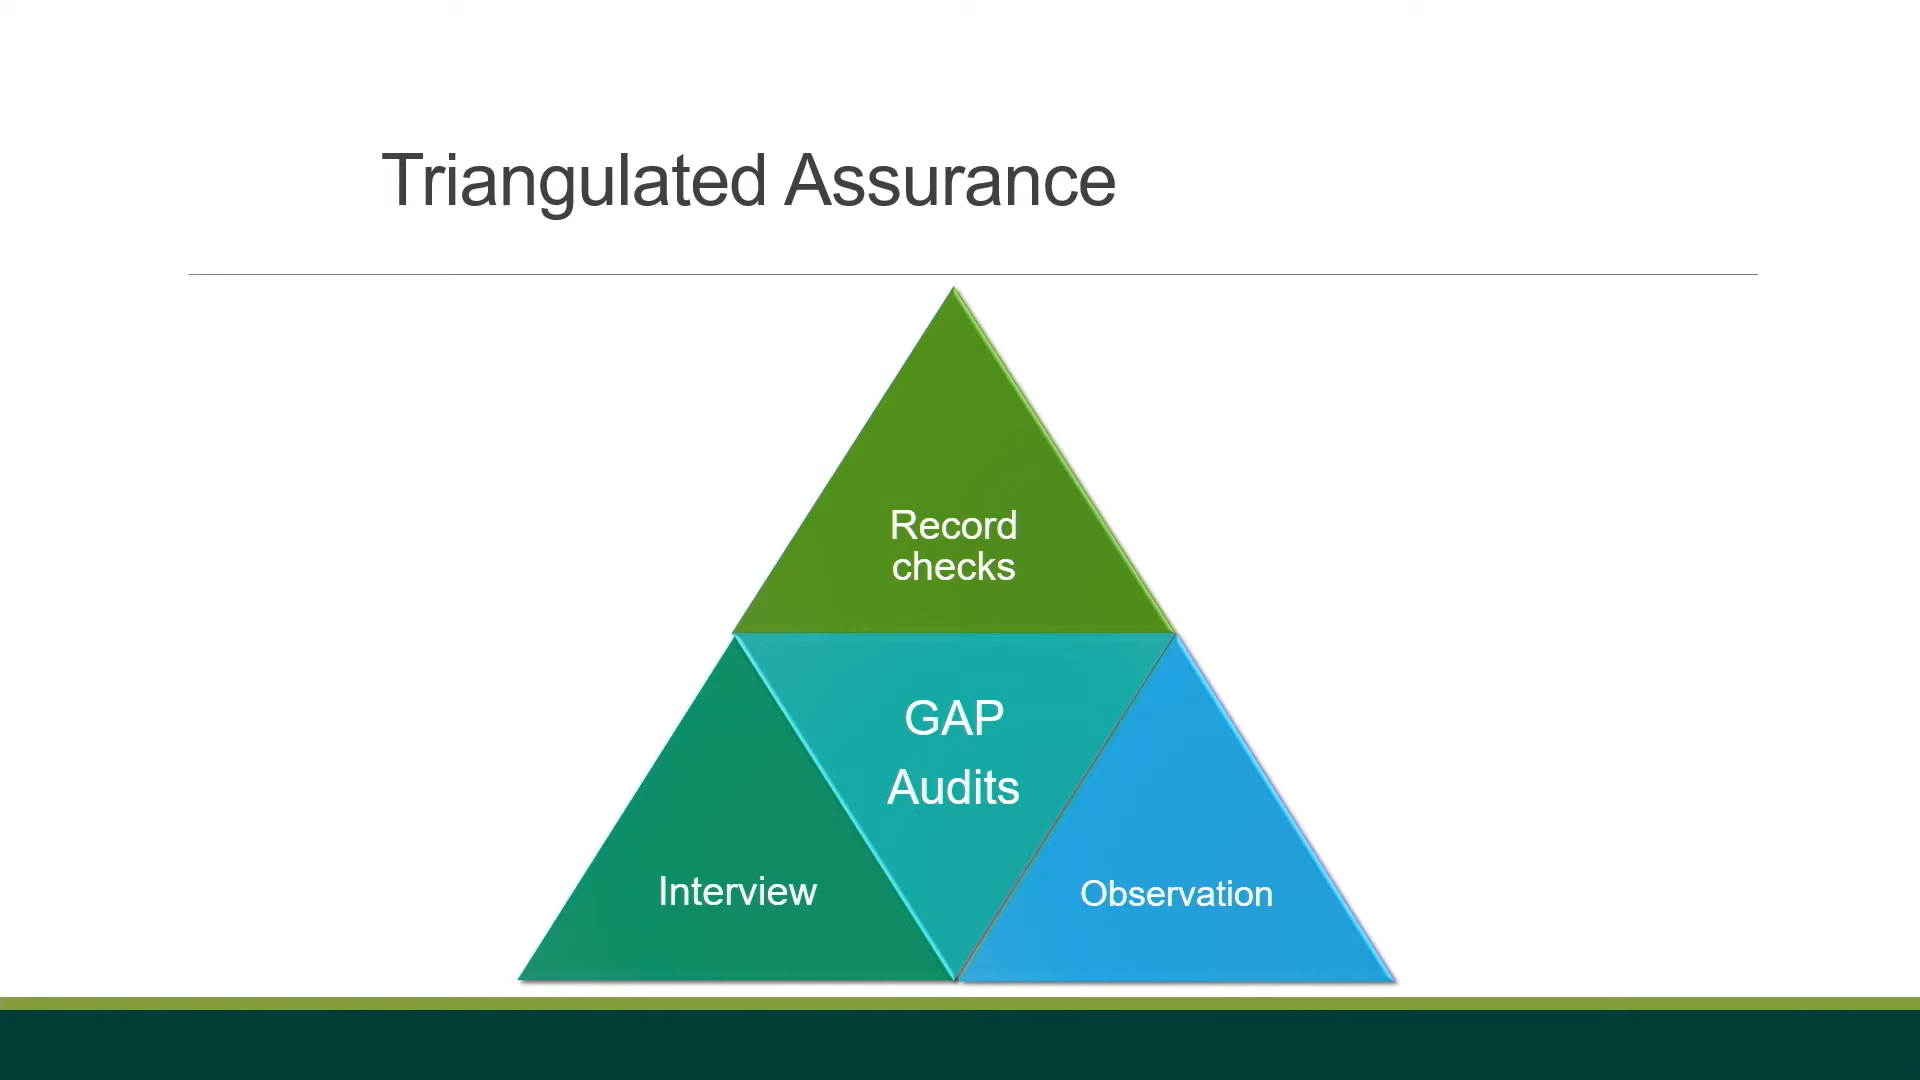 Triangulated Assurance
Record
checks
GAP
Audits
Interview
Observation